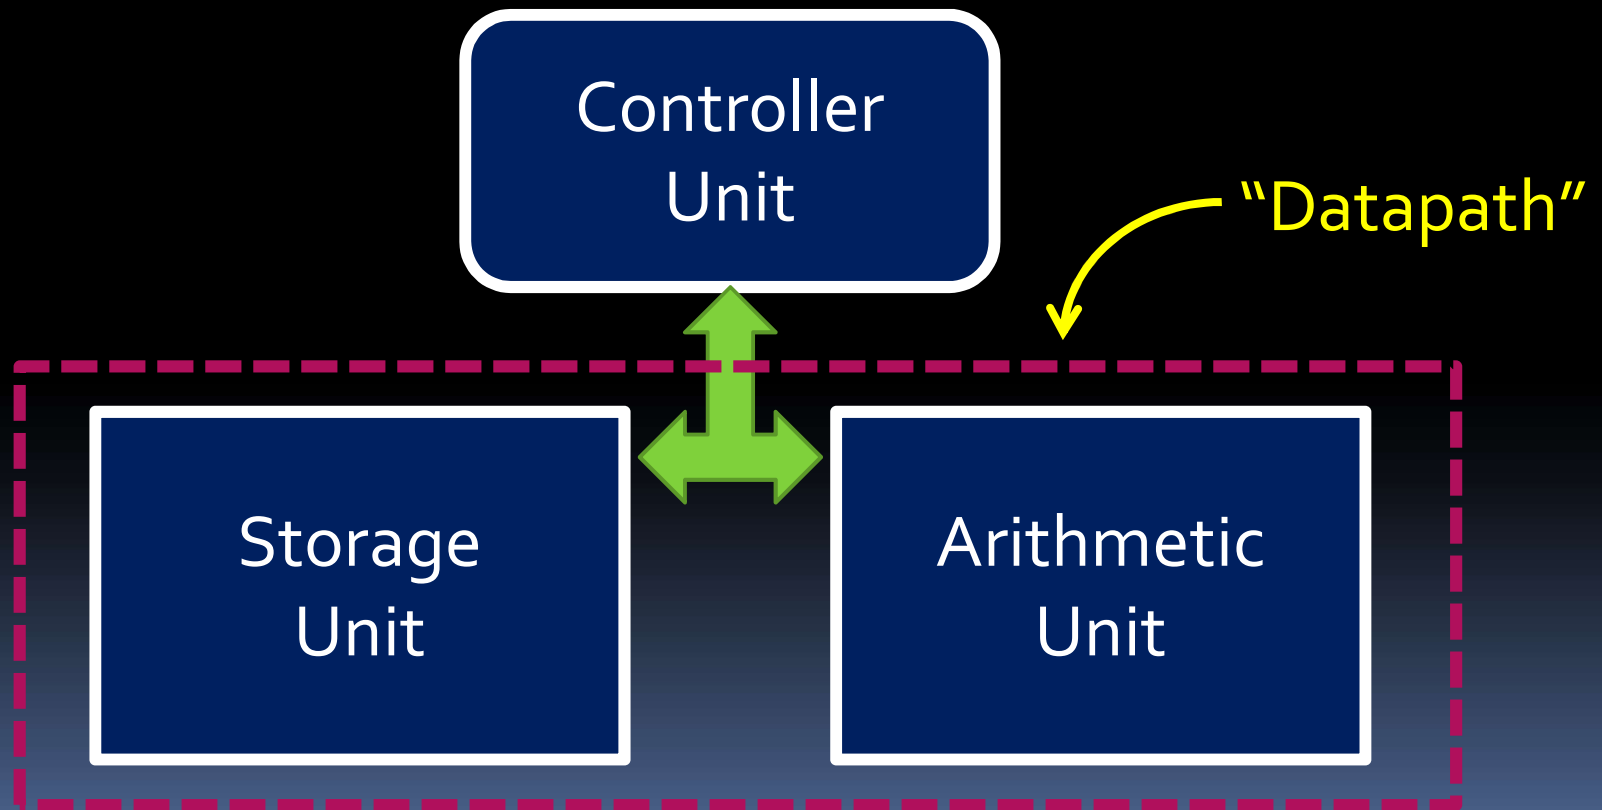 Controller
Unit
“Datapath”
Storage
Unit
Arithmetic
Unit